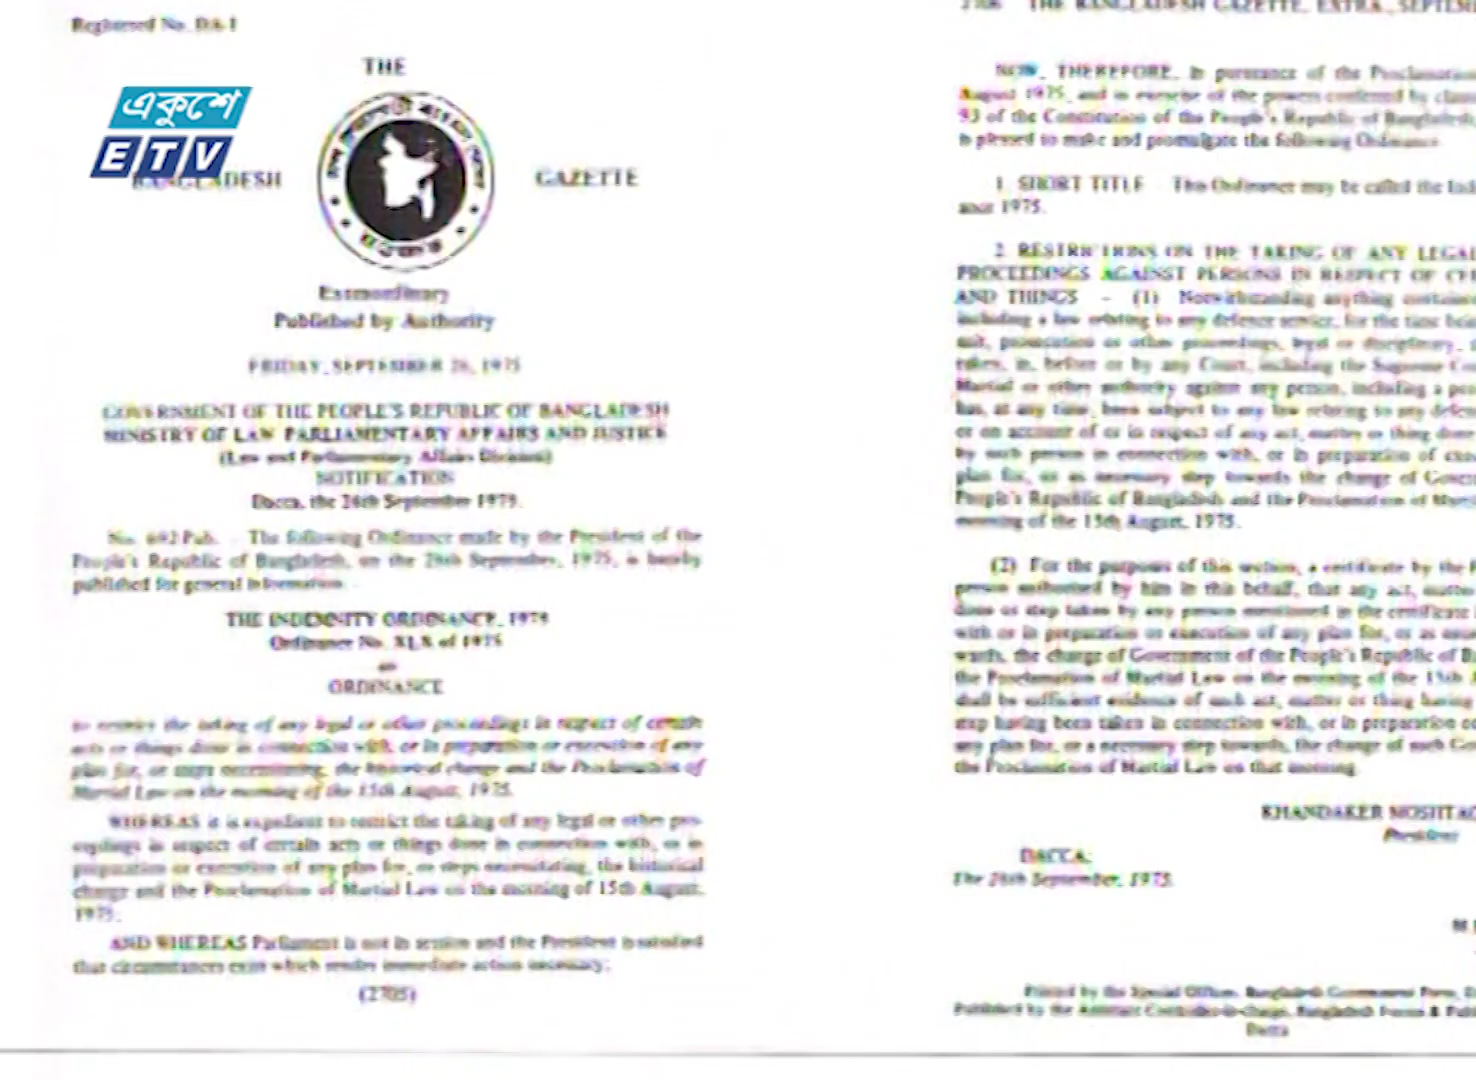 Registered No. DA-1
THE
একুশে
ETV
BANGLADESH
GAZETTE
Extraordinary
Published by Authority
FRIDAY, SEPTEMBER 26, 1975
GOVERNMENT OF THE PEOPLE'S REPUBLIC OF BANGLADESH
MINISTRY OF LAW PARLIAMENTARY AFFAIRS AND JUSTICE
(Law and Parliamentary Affairs Division)
NOTIFICATION
Dacca, the 26th September 1975.
No. 692 Pub. - The following Ordinance made by the President of the
People's Republic of Bangladesh, on the 26th September, 1975, is hereby
published for general information.
THE INDEMNITY ORDINANCE, 1975
Ordinance No. XLX of 1975
AN
ORDINANCE
to restrict the taking of any legal or other proceedings in respect of certain
acts or things done in connection with, or in preparation or execution of any
plan for, or steps necessitating, the historical change and the Proclamation of
Martial Law on the morning of the 15th August, 1975.
WHEREAS it is expedient to restrict the taking of any legal or other pro-
ceedings in respect of certain acts or things done in connection with, or in
preparation or execution of any plan for, or steps necessitating, the historical
change and the Proclamation of Martial Law on the morning of 15th August,
1975;
AND WHEREAS Parliament is not in session and the President is satisfied
that circumstances exist which render immediate action necessary;
(2705)
2706 THE BANGLADESH GAZETTE, EXTRA., SEPTEM
NOW, THEREFORE, in pursuance of the Proclamation
August 1975, and in exercise of the powers conferred by
93 of the Constitution of the People's Republic of Bangladesh,
is pleased to make and promulgate the following Ordinance.
1. SHORT TITLE - This Ordinance may be called the
1975.
2. RESTRICTIONS ON THE TAKING OF ANY LEGAL
PROCEEDINGS AGAINST PERSONS IN RESPECT OF
AND THINGS - (1) Notwithstanding anything
including a law relating to any defence service, for the time
suit, prosecution or other proceedings, legal or disciplinary,
taken, in, before or by any Court, including the Supreme
Martial or other authority against any person, including a
has, at any time, been subject to any law relating to any
or on account of or in respect of any act, matter or thing done
by such person in connection with, or in preparation or
plan for, or as necessary step towards the change of
People's Republic of Bangladesh and the Proclamation of
morning of the 15th August, 1975.
(2) For the purposes of this section, a certificate by the
person authorised by him in this behalf, that any act, matter
done or step taken by any person mentioned in the certificate
with or in preparation or execution of any plan for, or as
wards, the change of Government of the People's Republic of
the Proclamation of Martial Law on the morning of the 15th
shall be sufficient evidence of such act, matter or thing having
step having been taken in connection with, or in preparation
any plan for, or a necessary step towards, the change of such
the Proclamation of Martial Law on that morning.
KHANDAKER
President
DACCA;
The 26th September, 1975.
Printed by the Special Officer, Bangladesh Government Press,
Published by the Assistant Controller-in-charge, Bangladesh Forms &
Dacca